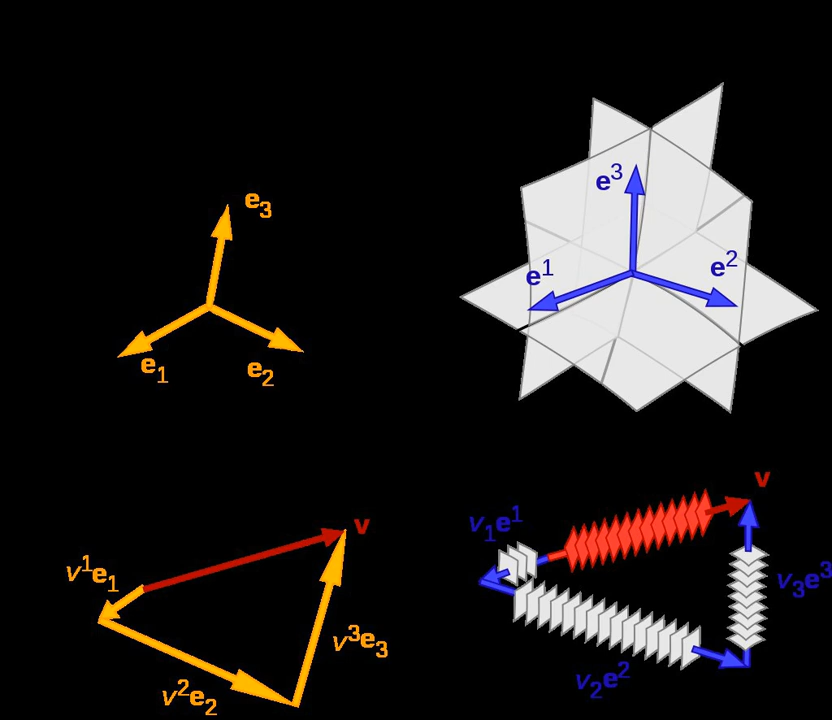 e₃
e₁
e₂
e³
e¹
e²
v
v¹e₁
v²e₂
v³e₃
v
v₁e¹
v₂e²
v₃e³